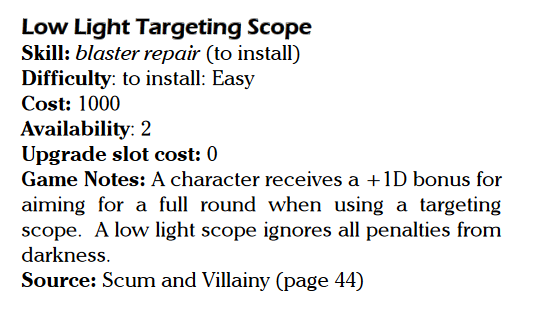 Low Light Targeting Scope
Skill: blaster repair (to install)
Difficulty: to install: Easy
Cost: 1000
Availability: 2
Upgrade slot cost: 0
Game Notes: A character receives a +1D bonus for
aiming for a full round when using a targeting
scope. A low light scope ignores all penalties from
darkness.
Source: Scum and Villainy (page 44)